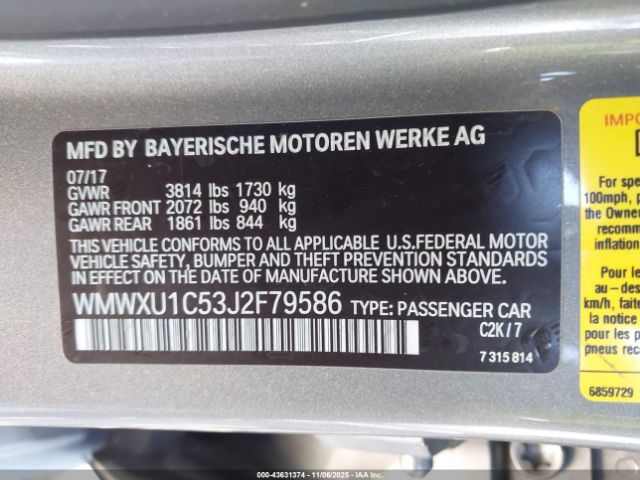 MFD BY BAYERISCHE MOTOREN WERKE AG
07/17
GVWR 3814 lbs 1730 kg
GAWR FRONT 2072 lbs 940 kg
GAWR REAR 1861 lbs 844 kg
THIS VEHICLE CONFORMS TO ALL APPLICABLE U.S.FEDERAL MOTOR
VEHICLE SAFETY, BUMPER AND THEFT PREVENTION STANDARDS
IN EFFECT ON THE DATE OF MANUFACTURE SHOWN ABOVE.
WMWXU1C53J2F79586 TYPE: PASSENGER CAR
C2K/7
7 315 814
For spe
100mph, p
the Owne
recomm
inflation
Pour les
au-dess
km/h, faite
la notice
pour les p
pneus rec
6859729
00-43631374 | 11/06/2025 - IAA Inc.